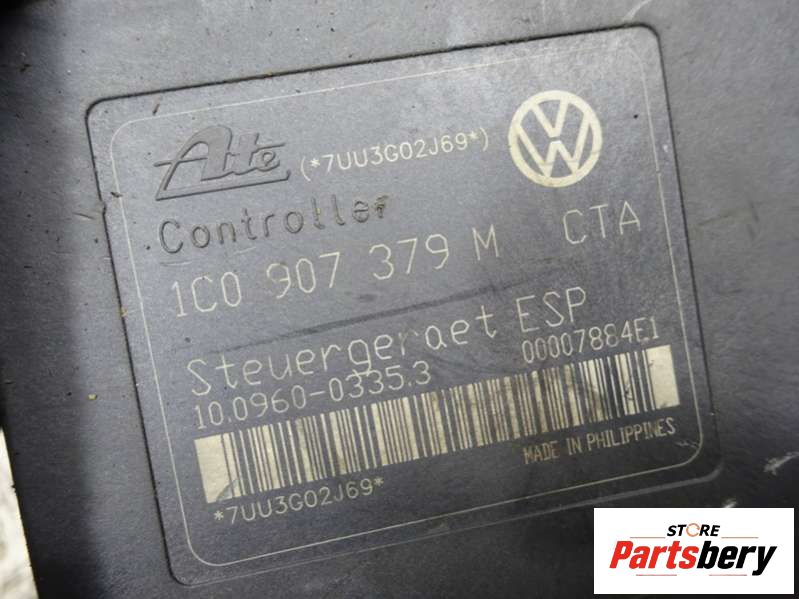 Ate (*7UU3G02J69*)
Controller
1C0 907 379 M CTA
Steuergeraet ESP
10.0960-0335.3 00007884E1
MADE IN PHILIPPINES
*7UU3G02J69*
STORE
Partsbery